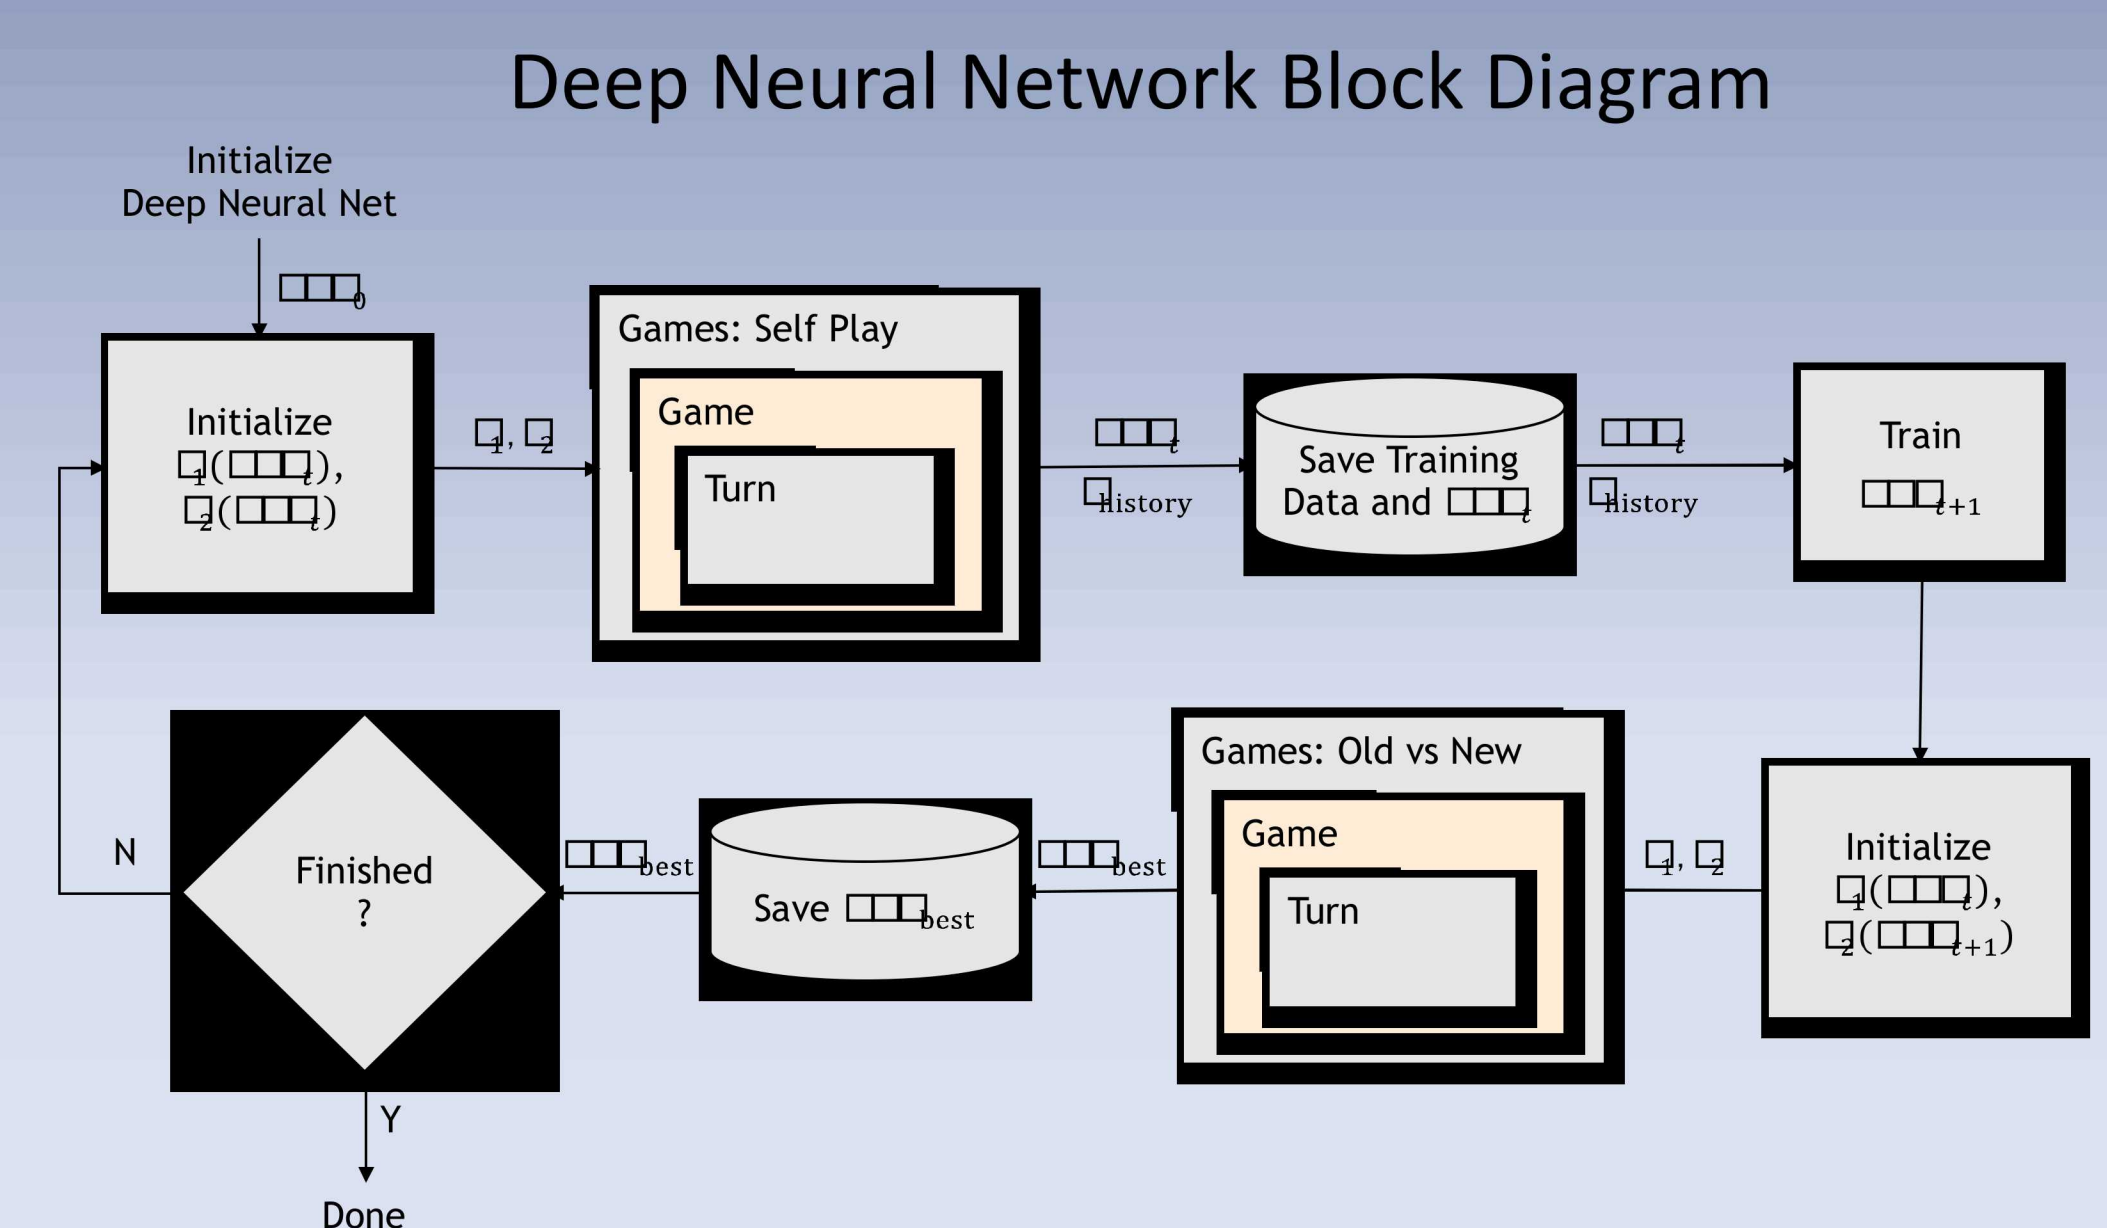 Deep Neural Network Block Diagram
Initialize
Deep Neural Net
□□□0
Initialize
□1(□□□t),
□2(□□□t)
□1, □2
Games: Self Play
Game
Turn
□□□t
□history
Save Training
Data and □□□t
□□□t
□history
Train
□□□t+1
Initialize
□1(□□□t),
□2(□□□t+1)
□1, □2
Games: Old vs New
Game
Turn
□□□best
Save □□□best
□□□best
Finished
?
N
Y
Done